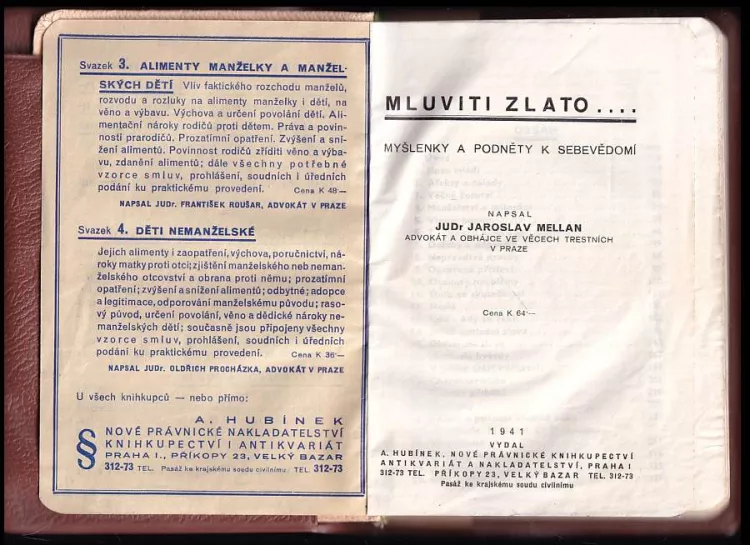 Svazek 3. ALIMENTY MANŽELKY A MANŽEL-
SKÝCH DĚTÍ Vliv faktického rozchodu manželů,
rozvodu a rozluky na alimenty manželky i dětí, na
věno a výbavu. Výchova a určení povolání dětí. Ali-
mentační nároky rodičů proti dětem. Práva a povin-
nosti prarodičů. Prozatimní opatření. Zvýšení a sní-
žení alimentů. Povinnost rodičů zříditi věno a výba-
vu, zdanění alimentů; dále všechny potřebné
vzorce smluv, prohlášení, soudních i úředních
podání ku praktickému provedení. Cena K 48·—
NAPSAL JUDr. FRANTIŠEK ROUŠAR, ADVOKÁT V PRAZE
Svazek 4. DĚTI NEMANŽELSKÉ
Jejich alimenty i zaopatření, výchova, poručnictví, ná-
roky matky proti otci; zjištění manželského neb neman-
želského otcovství a obrana proti němu; prozatimní
opatření; zvýšení a snížení alimentů; odbytné; adopce
a legitimace, odporování manželskému původu; raso-
vý původ, určení povolání, věno a dědické nároky ne-
manželských dětí; současně jsou připojeny všechny
vzorce smluv, prohlášení, soudních i úředních
podání ku praktickému provedení. Cena K 36·—
NAPSAL JUDr. OLDŘICH PROCHÁZKA, ADVOKÁT V PRAZE
U všech knihkupců — nebo přímo:
§
A. HUBÍNEK
NOVÉ PRÁVNICKÉ NAKLADATELSTVÍ
KNIHKUPECTVÍ I ANTIKVARIÁT
PRAHA I., PŘÍKOPY 23, VELKÝ BAZAR
312-73 TEL. Pasáž ke krajskému soudu civilnímu. TEL 312-73
MLUVITI ZLATO....
MYŠLENKY A PODNĚTY K SEBEVĚDOMÍ
NAPSAL
JUDr JAROSLAV MELLAN
ADVOKÁT A OBHÁJCE VE VĚCECH TRESTNÍCH
V PRAZE
Cena K 64·—
1941
VYDAL
A. HUBÍNEK, NOVÉ PRÁVNICKÉ KNIHKUPECTVÍ
ANTIKVARIÁT A NAKLADATELSTVÍ, PRAHA I
312-73 TEL. PŘÍKOPY 23, VELKÝ BAZAR TEL. 312-73
Pasáž ke krajskému soudu civilnímu